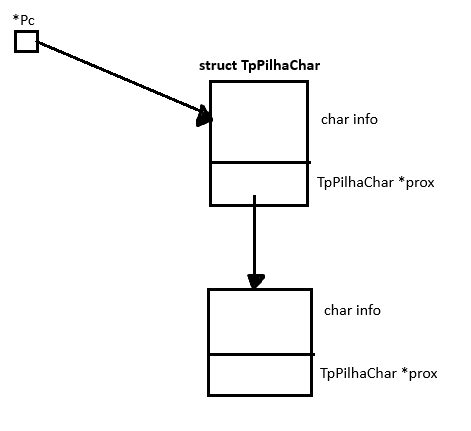 *Pc
struct TpPilhaChar
char info
TpPilhaChar *prox
char info
TpPilhaChar *prox